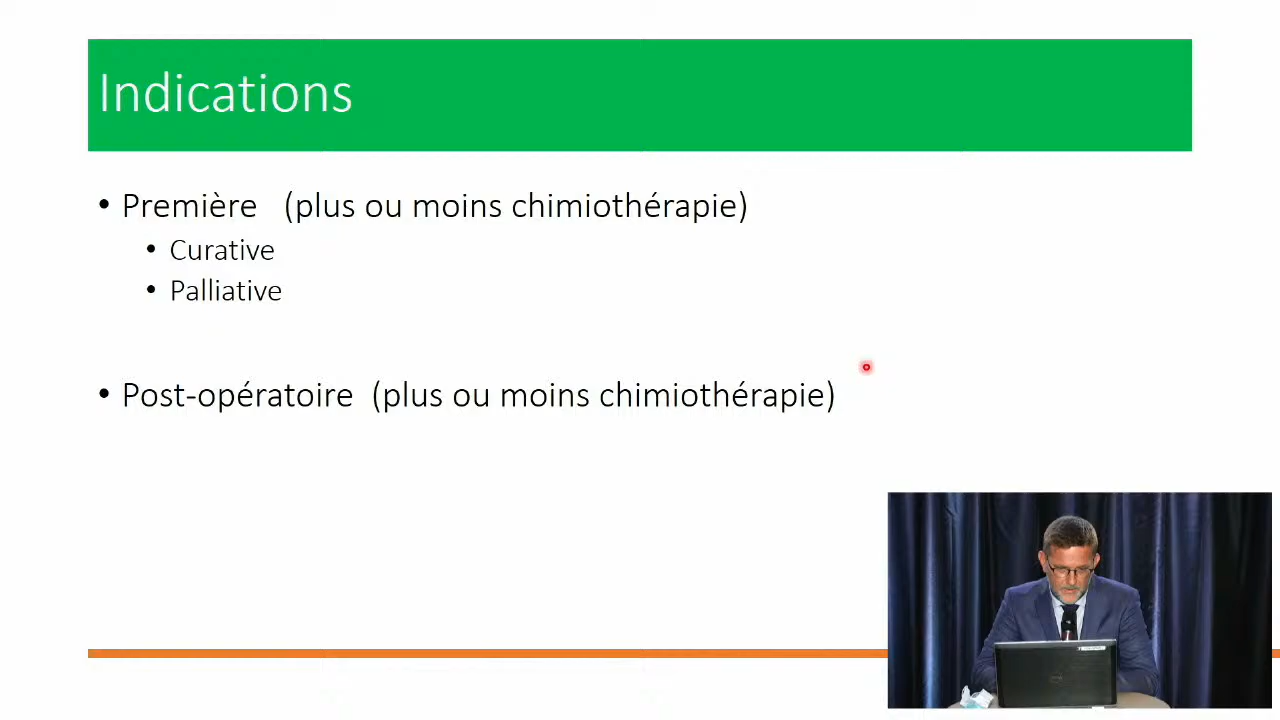 Indications
• Première (plus ou moins chimiothérapie)
• Curative
• Palliative
• Post-opératoire (plus ou moins chimiothérapie)